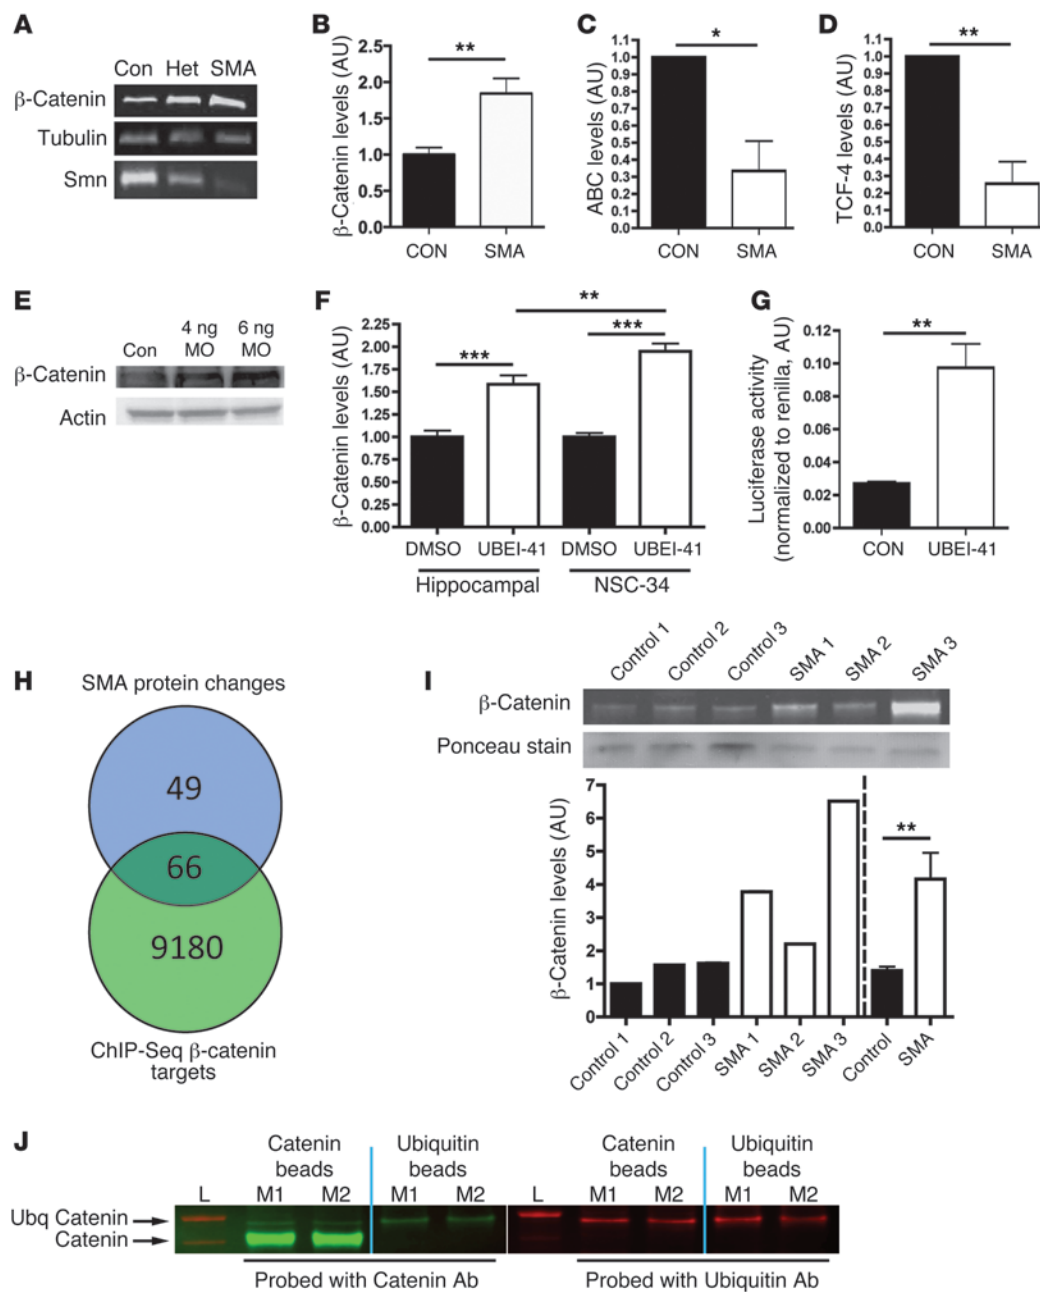 A
Con Het SMA
β-Catenin
Tubulin
Smn
B
β-Catenin levels (AU)
2.5
2.0
1.5
1.0
0.5
0.0
**
CON SMA
C
ABC levels (AU)
1.1
1.0
0.9
0.8
0.7
0.6
0.5
0.4
0.3
0.2
0.1
0.0
*
CON SMA
D
TCF-4 levels (AU)
1.1
1.0
0.9
0.8
0.7
0.6
0.5
0.4
0.3
0.2
0.1
0.0
**
CON SMA
E
4 ng 6 ng
Con MO MO
β-Catenin
Actin
F
β-Catenin levels (AU)
2.25
2.00
1.75
1.50
1.25
1.00
0.75
0.50
0.25
0.00
**
***
***
DMSO UBEI-41 DMSO UBEI-41
Hippocampal NSC-34
G
Luciferase activity
(normalized to renilla, AU)
0.12
0.10
0.08
0.06
0.04
0.02
0.00
**
CON UBEI-41
H
SMA protein changes
49
66
9180
ChIP-Seq β-catenin
targets
I
Control 1 Control 2 Control 3 SMA 1 SMA 2 SMA 3
β-Catenin
Ponceau stain
β-Catenin levels (AU)
7
6
5
4
3
2
1
0
**
Control 1 Control 2 Control 3 SMA 1 SMA 2 SMA 3 Control SMA
J
Catenin Ubiquitin Catenin Ubiquitin
beads beads beads beads
L M1 M2 M1 M2 L M1 M2 M1 M2
Ubq Catenin
Catenin
Probed with Catenin Ab Probed with Ubiquitin Ab